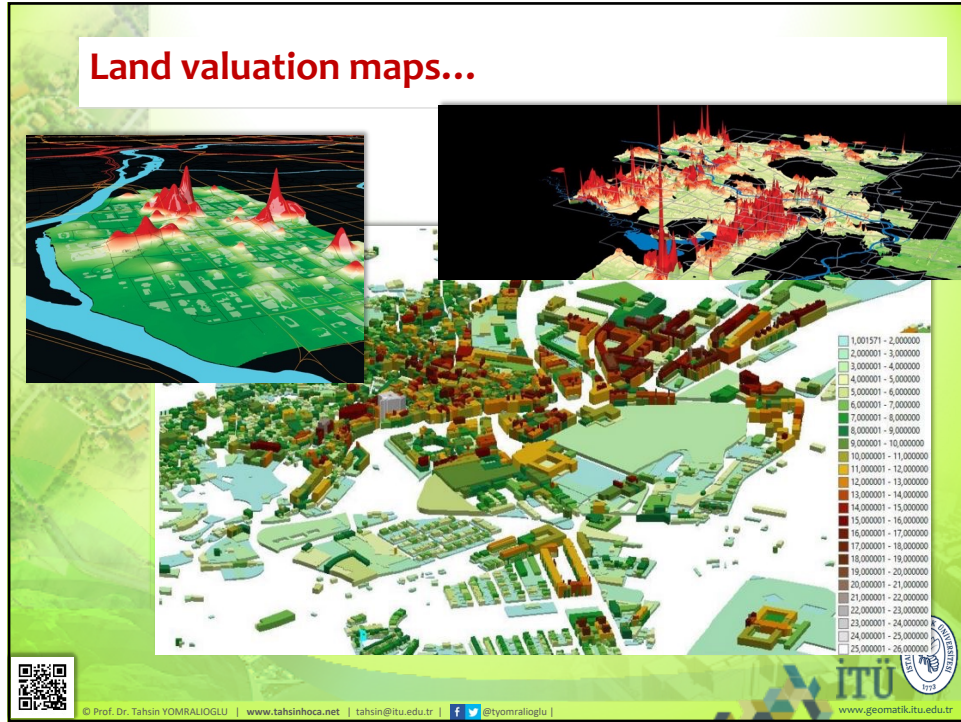 Land valuation maps...
1,001571 - 2,000000
2,000001 - 3,000000
3,000001 - 4,000000
4,000001 - 5,000000
5,000001 - 6,000000
6,000001 - 7,000000
7,000001 - 8,000000
8,000001 - 9,000000
9,000001 - 10,000000
10,000001 - 11,000000
11,000001 - 12,000000
12,000001 - 13,000000
13,000001 - 14,000000
14,000001 - 15,000000
15,000001 - 16,000000
16,000001 - 17,000000
17,000001 - 18,000000
18,000001 - 19,000000
19,000001 - 20,000000
20,000001 - 21,000000
21,000001 - 22,000000
22,000001 - 23,000000
23,000001 - 24,000000
24,000001 - 25,000000
25,000001 - 26,000000
1773
İTÜ
© Prof. Dr. Tahsin YOMRALIOGLU | www.tahsinhoca.net | tahsin@itu.edu.tr | @tyomralioglu |
www.geomatik.itu.edu.tr